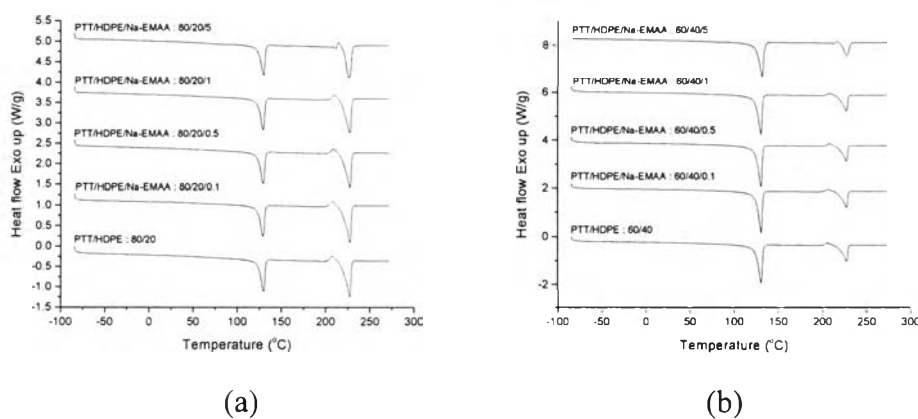 5.5
5.0
4.5
4.0
3.5
3.0
2.5
2.0
1.5
1.0
0.5
0.0
-0.5
-1.0
-1.5
Heat flow Exo up (W/g)
PTT/HDPE/Na-EMAA : 80/20/5
PTT/HDPE/Na-EMAA : 80/20/1
PTT/HDPE/Na-EMAA : 80/20/0.5
PTT/HDPE/Na-EMAA : 80/20/0.1
PTT/HDPE : 80/20
-100 -50 0 50 100 150 200 250
Temperature (°C)
(a)
8
6
4
2
0
-2
Heat flow Exo up (W/g)
PTT/HDPE/Na-EMAA : 60/40/5
PTT/HDPE/Na-EMAA : 60/40/1
PTT/HDPE/Na-EMAA : 60/40/0.5
PTT/HDPE/Na-EMAA : 60/40/0.1
PTT/HDPE : 60/40
-100 -50 0 50 100 150 200 250
Temperature (°C)
(b)